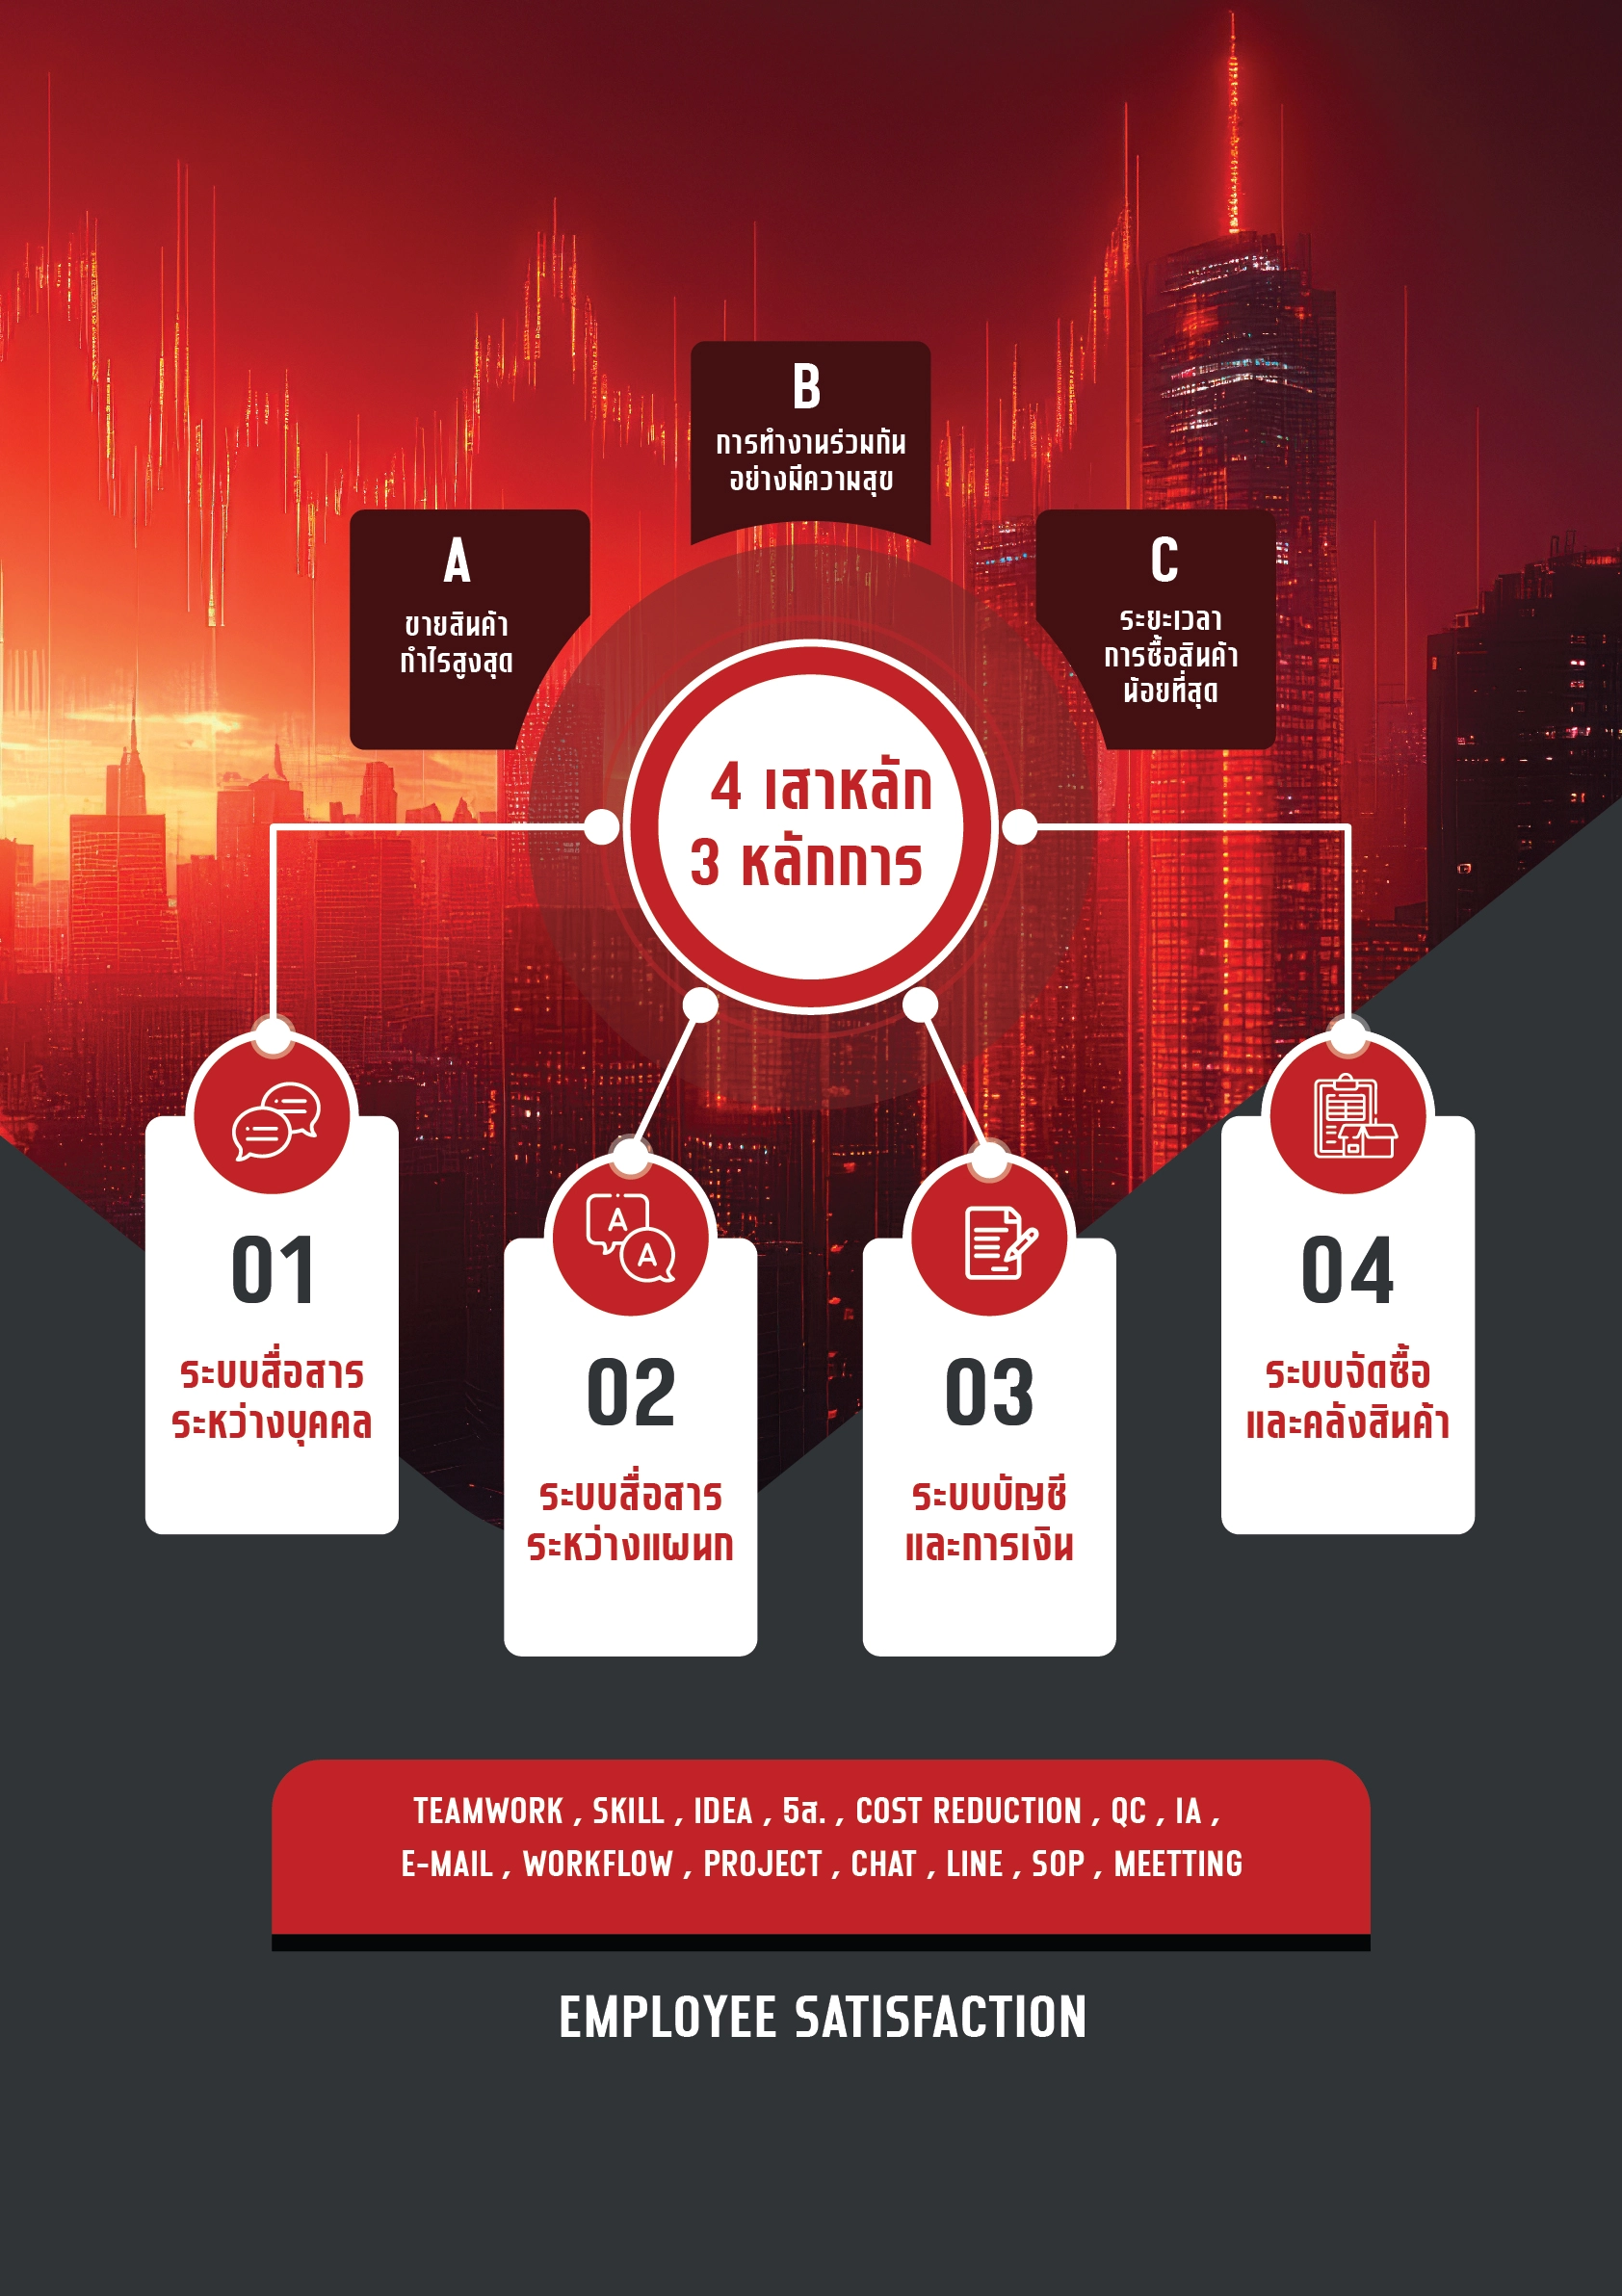 B
การทำงานร่วมกัน
อย่างมีความสุข
A
ขายสินค้า
กำไรสูงสุด
C
ระยะเวลา
การซื้อสินค้า
น้อยที่สุด
4 เสาหลัก
3 หลักการ
01
ระบบสื่อสาร
ระหว่างบุคคล
A
A
02
ระบบสื่อสาร
ระหว่างแผนก
03
ระบบบัญชี
และการเงิน
04
ระบบจัดซื้อ
และคลังสินค้า
TEAMWORK , SKILL , IDEA , 5ส. , COST REDUCTION , QC , IA ,
E-MAIL , WORKFLOW , PROJECT , CHAT , LINE , SOP , MEETTING
EMPLOYEE SATISFACTION